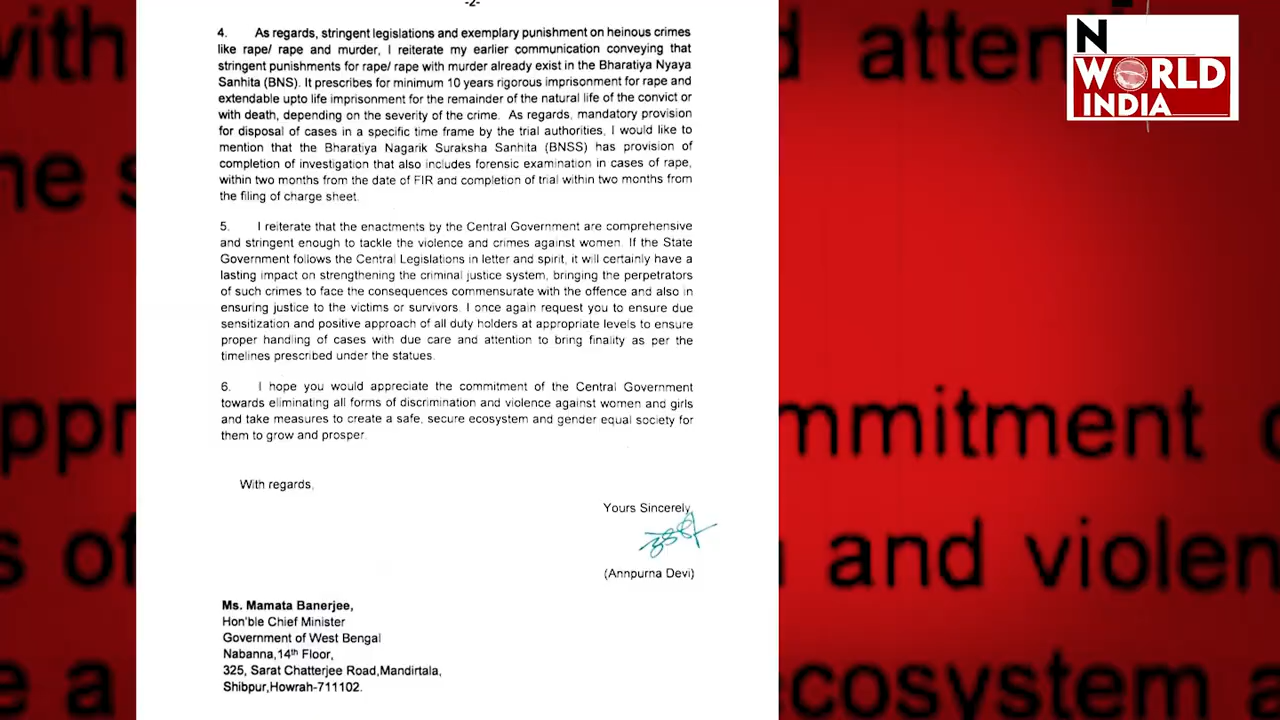 -2-
4. As regards, stringent legislations and exemplary punishment on heinous crimes
like rape/ rape and murder, I reiterate my earlier communication conveying that
stringent punishments for rape/ rape with murder already exist in the Bharatiya Nyaya
Sanhita (BNS). It prescribes for minimum 10 years rigorous imprisonment for rape and
extendable upto life imprisonment for the remainder of the natural life of the convict or
with death, depending on the severity of the crime. As regards, mandatory provision
for disposal of cases in a specific time frame by the trial authorities, I would like to
mention that the Bharatiya Nagarik Suraksha Sanhita (BNSS) has provision of
completion of investigation that also includes forensic examination in cases of rape,
within two months from the date of FIR and completion of trial within two months from
the filing of charge sheet.
5. I reiterate that the enactments by the Central Government are comprehensive
and stringent enough to tackle the violence and crimes against women. If the State
Government follows the Central Legislations in letter and spirit, it will certainly have a
lasting impact on strengthening the criminal justice system, bringing the perpetrators
of such crimes to face the consequences commensurate with the offence and also in
ensuring justice to the victims or survivors. I once again request you to ensure due
sensitization and positive approach of all duty holders at appropriate levels to ensure
proper handling of cases with due care and attention to bring finality as per the
timelines prescribed under the statues.
6. I hope you would appreciate the commitment of the Central Government
towards eliminating all forms of discrimination and violence against women and girls
and take measures to create a safe, secure ecosystem and gender equal society for
them to grow and prosper.
With regards,
Yours Sincerely,
(Annpurna Devi)
Ms. Mamata Banerjee,
Hon'ble Chief Minister
Government of West Bengal
Nabanna,14th Floor,
325, Sarat Chatterjee Road,Mandirtala,
Shibpur,Howrah-711102.
N
WORLD
INDIA
with
d atten
he s
appr
mmitment
s of
and violen
e a
cosystem a